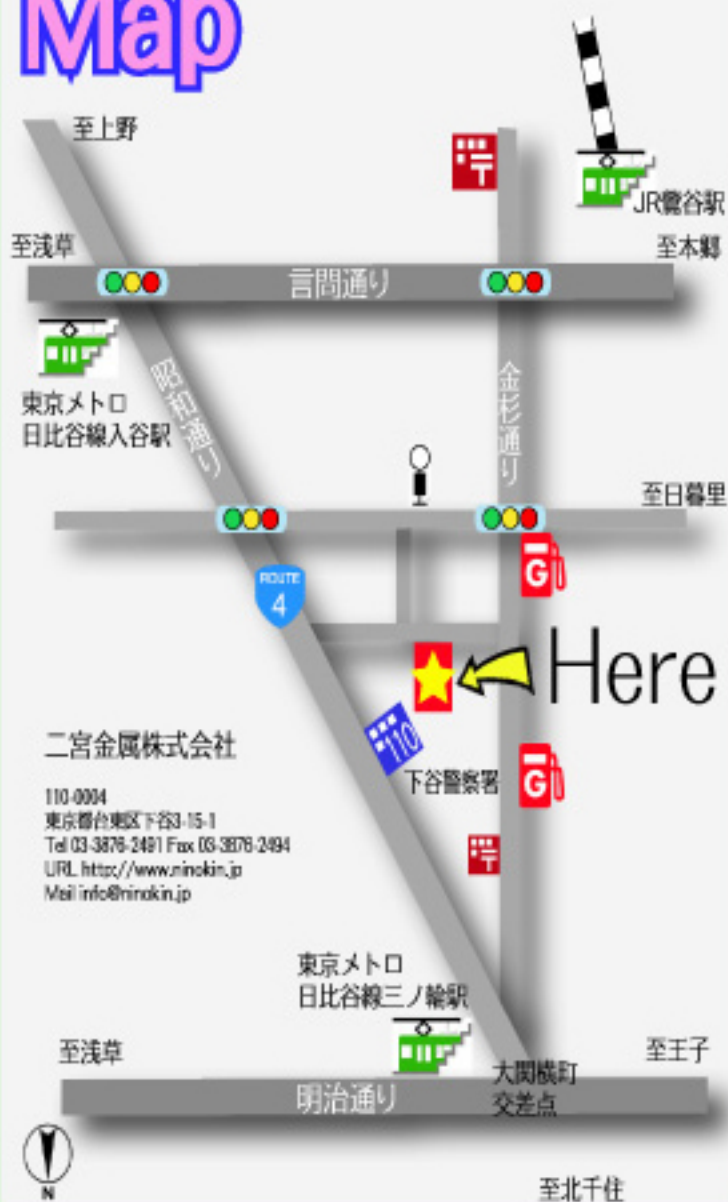 Map
至上野
JR鶯谷駅
至浅草
至本郷
言問通り
東京メトロ
日比谷線入谷駅
昭和通り
金杉通り
至日暮里
ROUTE
4
G
Here
110
二宮金属株式会社
下谷警察署
G
110-0004
東京都台東区下谷3-15-1
Tel 03-3876-2491 Fax 03-3876-2494
URL http://www.ninokin.jp
Mail info@ninokin.jp
東京メトロ
日比谷線三ノ輪駅
至浅草
至王子
明治通り
大関横町
交差点
N
至北千住